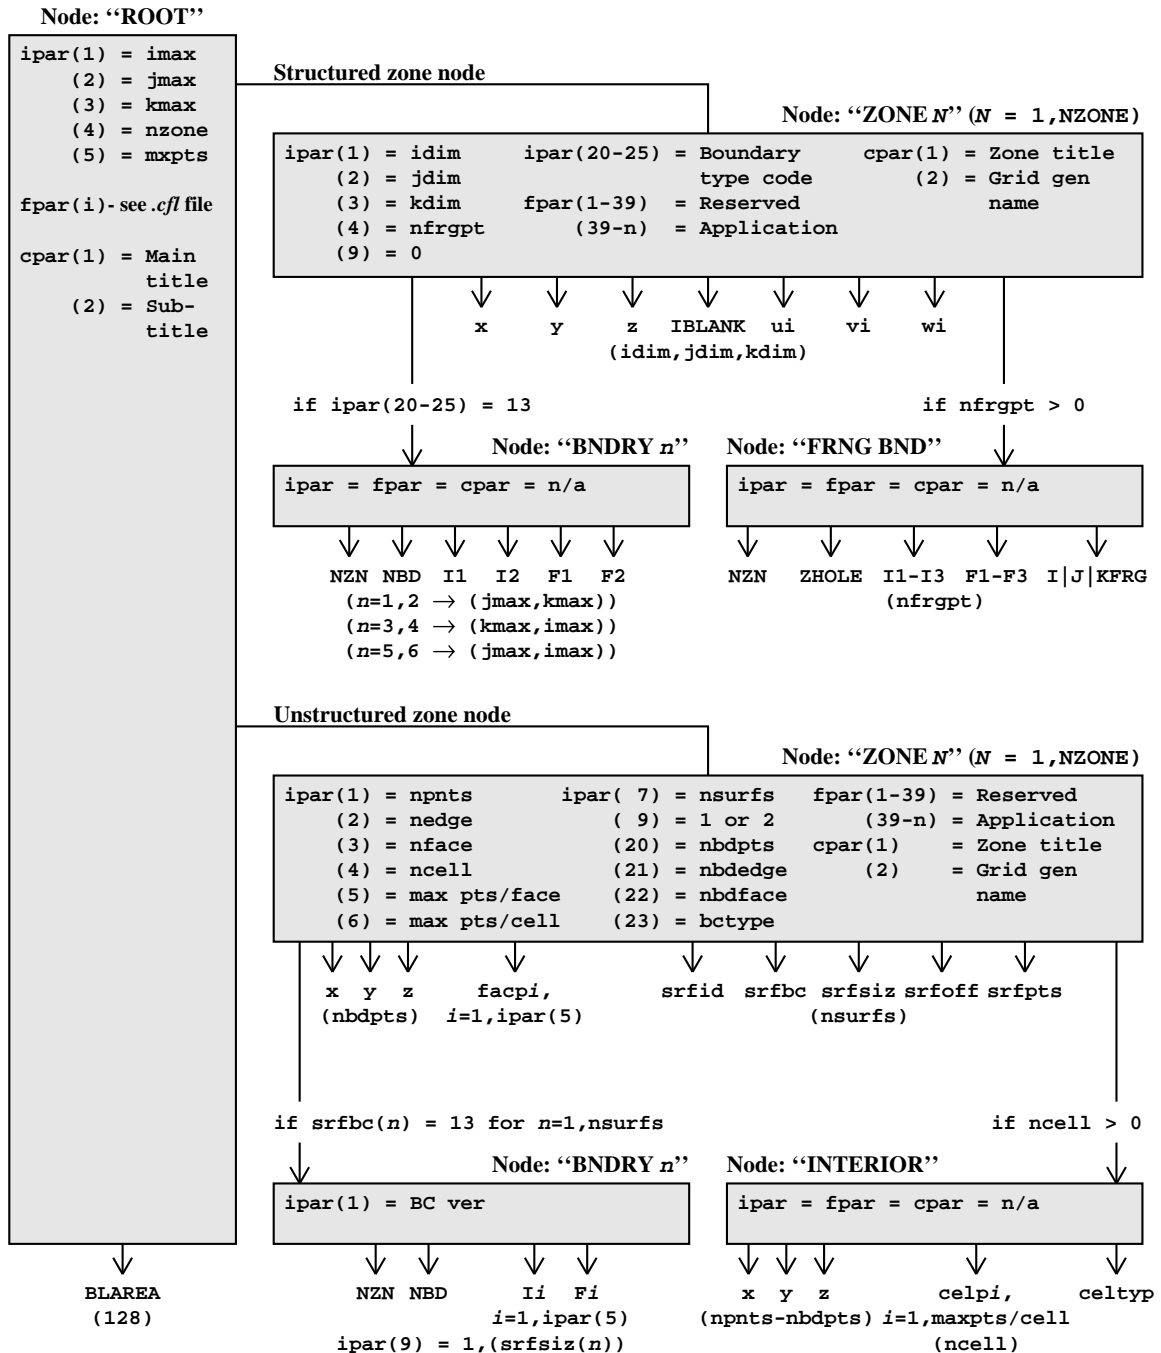 Node: ‘‘ROOT’’
ipar(1) = imax
(2) = jmax
(3) = kmax
(4) = nzone
(5) = mxpts
fpar(i)- see .cfl file
cpar(1) = Main
title
(2) = Sub-
title
BLAREA
(128)
Structured zone node
Node: ‘‘ZONE N’’ (N = 1,NZONE)
ipar(1) = idim
(2) = jdim
(3) = kdim
(4) = nfrgpt
(9) = 0
ipar(20-25) = Boundary
type code
fpar(1-39) = Reserved
(39-n) = Application
cpar(1) = Zone title
(2) = Grid gen
name
x y z IBLANK ui vi wi
(idim,jdim,kdim)
if ipar(20-25) = 13
if nfrgpt > 0
Node: ‘‘BNDRY n’’
ipar = fpar = cpar = n/a
NZN NBD I1 I2 F1 F2
(n=1,2 → (jmax,kmax))
(n=3,4 → (kmax,imax))
(n=5,6 → (jmax,imax))
Node: ‘‘FRNG BND’’
ipar = fpar = cpar = n/a
NZN ZHOLE I1-I3 F1-F3 I|J|KFRG
(nfrgpt)
Unstructured zone node
Node: ‘‘ZONE N’’ (N = 1,NZONE)
ipar(1) = npnts
(2) = nedge
(3) = nface
(4) = ncell
(5) = max pts/face
(6) = max pts/cell
ipar( 7) = nsurfs
( 9) = 1 or 2
(20) = nbdpts
(21) = nbdedge
(22) = nbdface
(23) = bctype
fpar(1-39) = Reserved
(39-n) = Application
cpar(1) = Zone title
(2) = Grid gen
name
x y z facpi, srfid srfbc srfsiz srfoff srfpts
(nbdpts) i=1,ipar(5) (nsurfs)
if srfbc(n) = 13 for n=1,nsurfs
if ncell > 0
Node: ‘‘BNDRY n’’
ipar(1) = BC ver
NZN NBD Ii Fi
i=1,ipar(5)
ipar(9) = 1,(srfsiz(n))
Node: ‘‘INTERIOR’’
ipar = fpar = cpar = n/a
x y z celpi, celtyp
(npnts-nbdpts) i=1,maxpts/cell
(ncell)